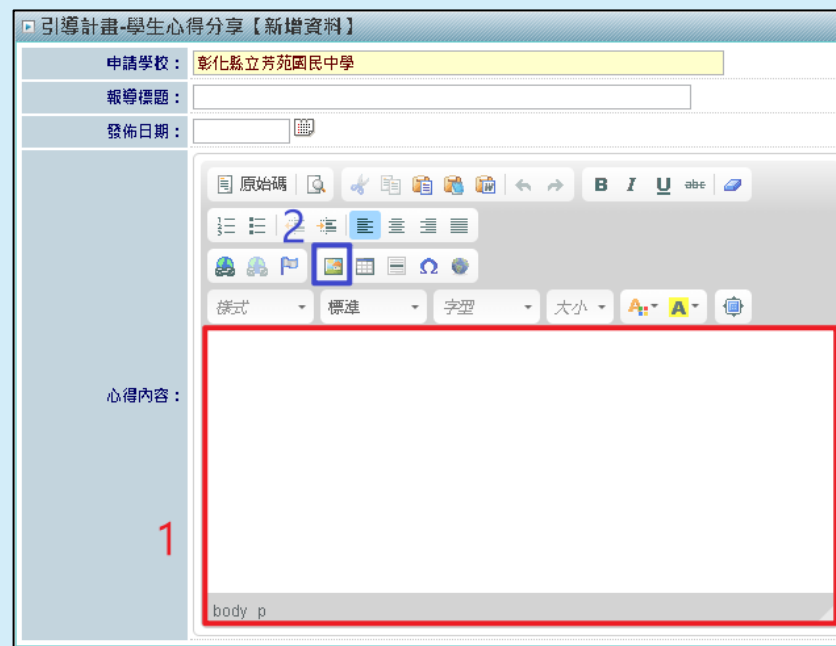 引導計畫-學生心得分享【新增資料】
申請學校：
彰化縣立芳苑國民中學
報導標題：
發佈日期：
心得內容：
原始碼
B I U abc
2
Ω
樣式 標準 字型 大小 A A
1
body p